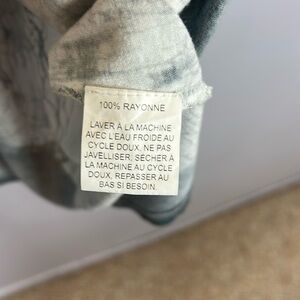 100% RAYONNE
LAVER À LA MACHINE
AVEC L'EAU FROIDE AU
CYCLE DOUX, NE PAS
JAVELLISER, SÉCHER À
LA MACHINE AU CYCLE
DOUX, REPASSER AU
BAS SI BESOIN.